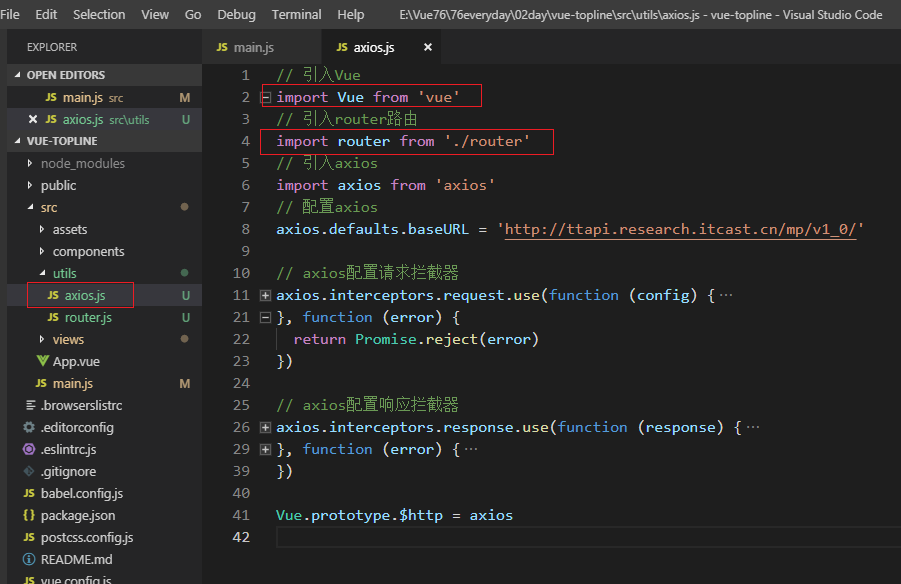 File Edit Selection View Go Debug Terminal Help E:\Vue76\76everyday\02day\vue-topline\src\utils\axios.js - vue-topline - Visual Studio Code
EXPLORER
JS main.js
JS axios.js ×
OPEN EDITORS
JS main.js src M
× JS axios.js src\utils U
VUE-TOPLINE
node_modules
public
src
assets
components
utils
JS axios.js U
JS router.js U
views
App.vue
JS main.js M
.browserslistrc
.editorconfig
.eslintrc.js
.gitignore
JS babel.config.js
{} package.json
JS postcss.config.js
README.md
JS vue.config.js
1 // 引入Vue
2 import Vue from 'vue'
3 // 引入router路由
4 import router from './router'
5 // 引入axios
6 import axios from 'axios'
7 // 配置axios
8 axios.defaults.baseURL = 'http://ttapi.research.itcast.cn/mp/v1_0/'
9
10 // axios配置请求拦截器
11 axios.interceptors.request.use(function (config) {…
21 }, function (error) {
22 return Promise.reject(error)
23 })
24
25 // axios配置响应拦截器
26 axios.interceptors.response.use(function (response) {…
29 }, function (error) {…
39 })
40
41 Vue.prototype.$http = axios
42